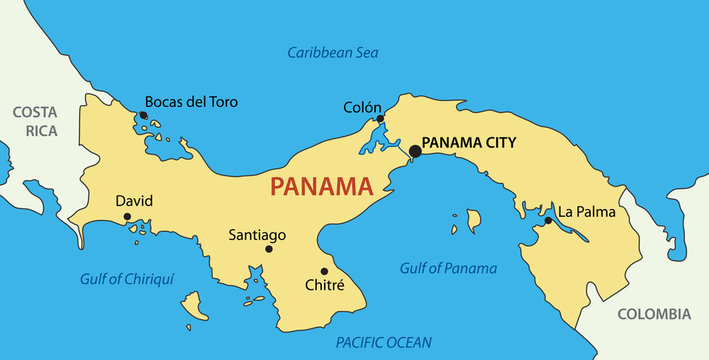 Caribbean Sea
COSTA
RICA
Bocas del Toro
Colón
PANAMA CITY
PANAMA
David
La Palma
Santiago
Gulf of Chiriquí
Chitré
Gulf of Panama
COLOMBIA
PACIFIC OCEAN